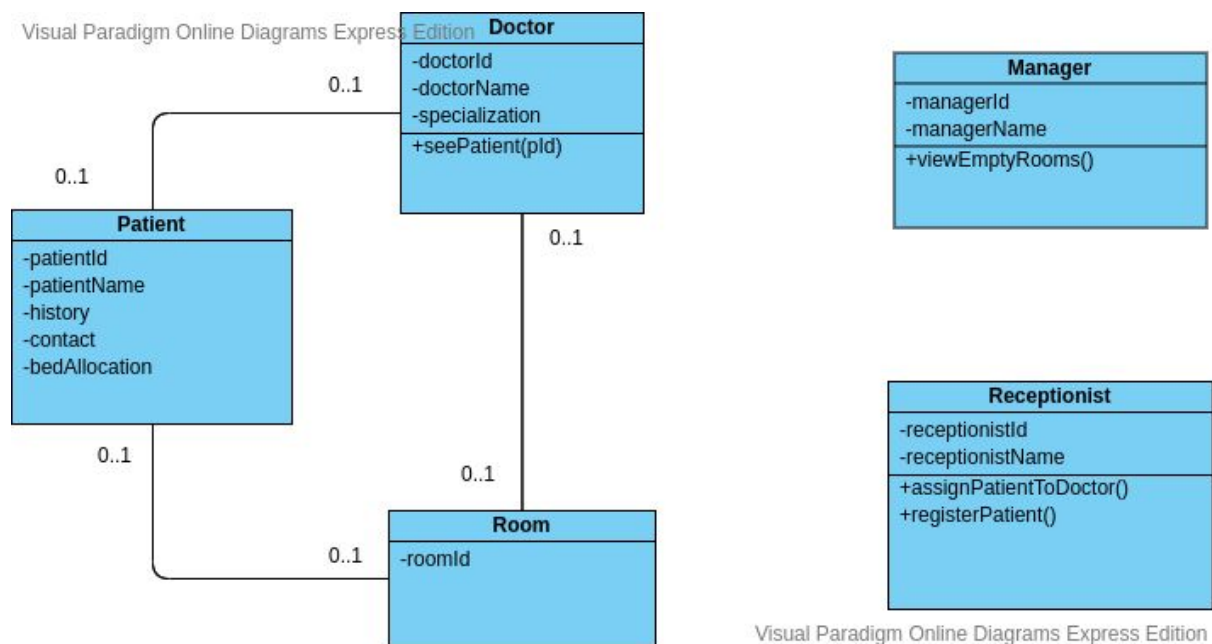 Visual Paradigm Online Diagrams Express Edition
Doctor
-doctorId
-doctorName
-specialization
+seePatient(pId)
0..1
0..1
0..1
Manager
-managerId
-managerName
+viewEmptyRooms()
Patient
-patientId
-patientName
-history
-contact
-bedAllocation
0..1
0..1
0..1
Room
-roomId
Receptionist
-receptionistId
-receptionistName
+assignPatientToDoctor()
+registerPatient()
Visual Paradigm Online Diagrams Express Edition